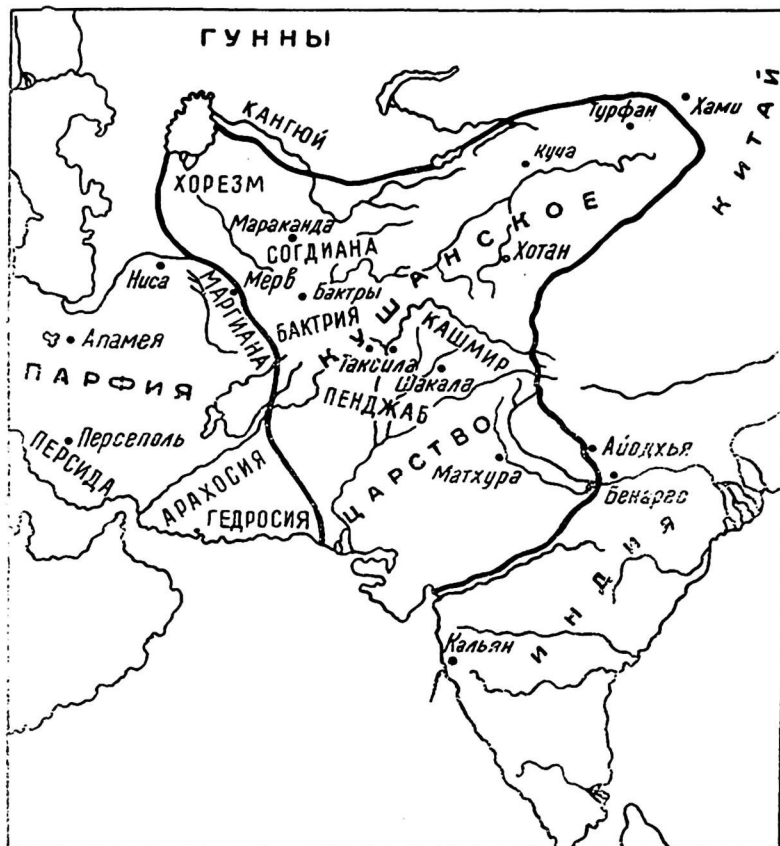 ГУННЫ
КИТАЙ
Хами
Турфан
КАНГЮЙ
Куча
ХОРЕЗМ
Мараканда
СОГДИАНА
КУШАНСКОЕ
Хотан
Ниса
Мерв
МАРГИАНА
Бактры
БАКТРИЯ
КАШМИР
Апамея
Таксила
Шакала
ПАРФИЯ
ПЕНДЖАБ
ЦАРСТВО
Персеполь
ПЕРСИДА
Айодхья
Матхура
Бенарес
АРАХОСИЯ
ГЕДРОСИЯ
ИНДИЯ
Кальян